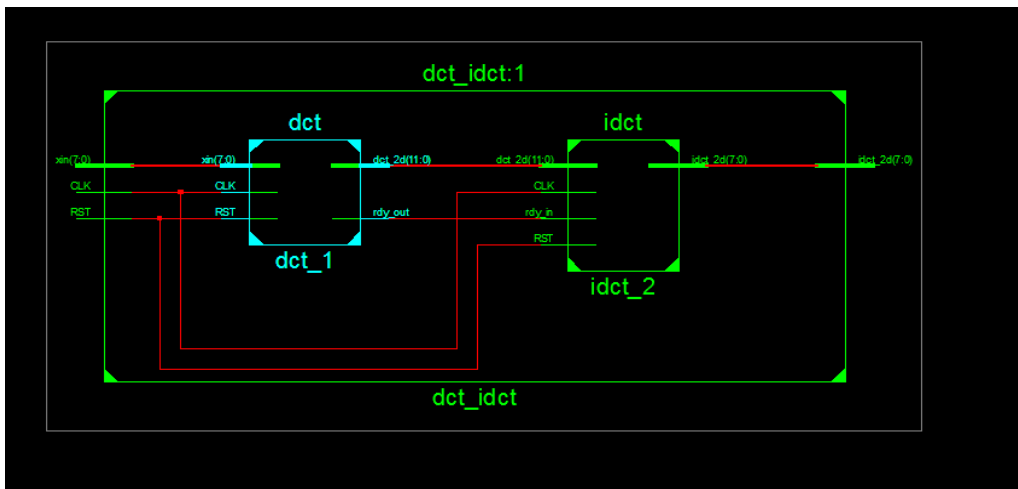 dct_idct:1
dct
idct
xin(7:0)
xin(7:0)
dct_2d(11:0)
dct_2d(11:0)
idct_2d(7:0)
idct_2d(7:0)
CLK
CLK
CLK
RST
RST
rdy_out
rdy_in
RST
dct_1
idct_2
dct_idct